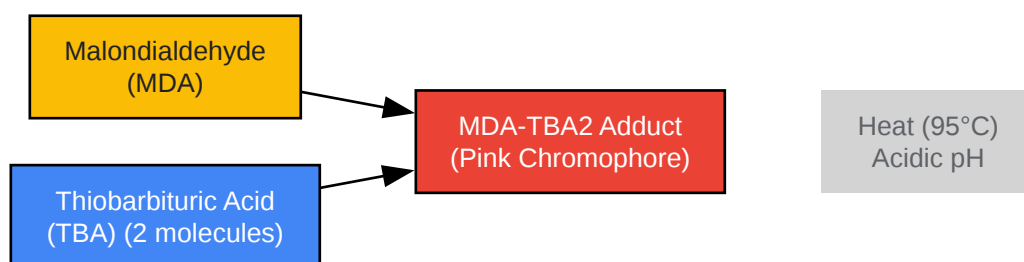 Malondialdehyde
(MDA)
Thiobarbituric Acid
(TBA) (2 molecules)
MDA-TBA2 Adduct
(Pink Chromophore)
Heat (95°C)
Acidic pH